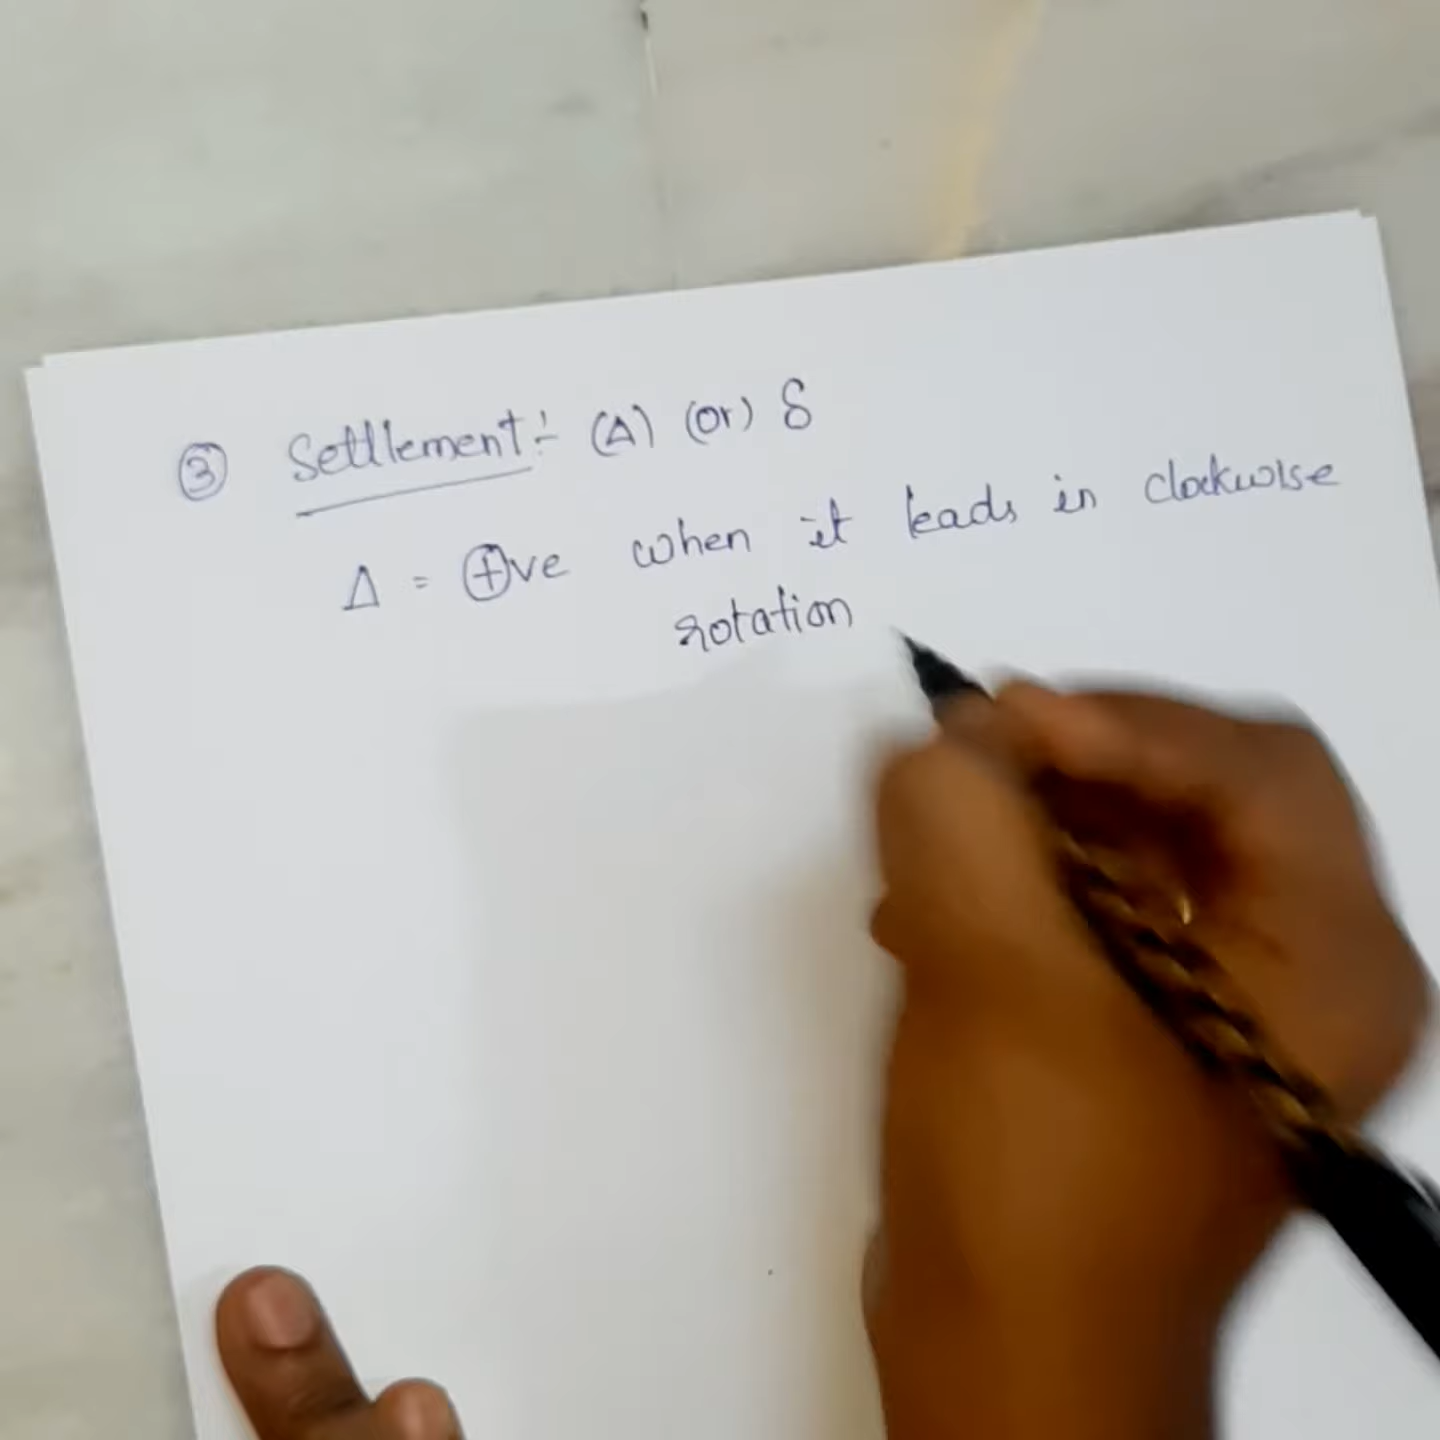 ③ Settlement:- (Δ) (or) δ
Δ = ⊕ve when it leads in clockwise
rotation